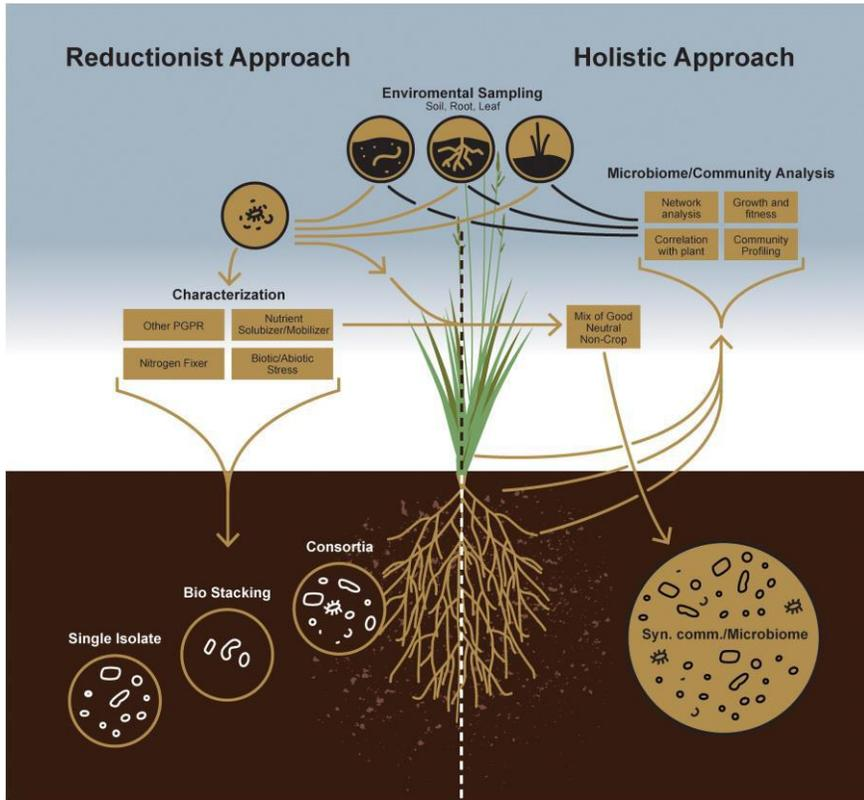 Reductionist Approach
Holistic Approach
Enviromental Sampling
Soil, Root, Leaf
Microbiome/Community Analysis
Network
analysis
Growth and
fitness
Correlation
with plant
Community
Profiling
Characterization
Other PGPR
Nutrient
Solubizer/Mobilizer
Nitrogen Fixer
Biotic/Abiotic
Stress
Mix of Good
Neutral
Non-Crop
Consortia
Bio Stacking
Single Isolate
Syn. comm./Microbiome